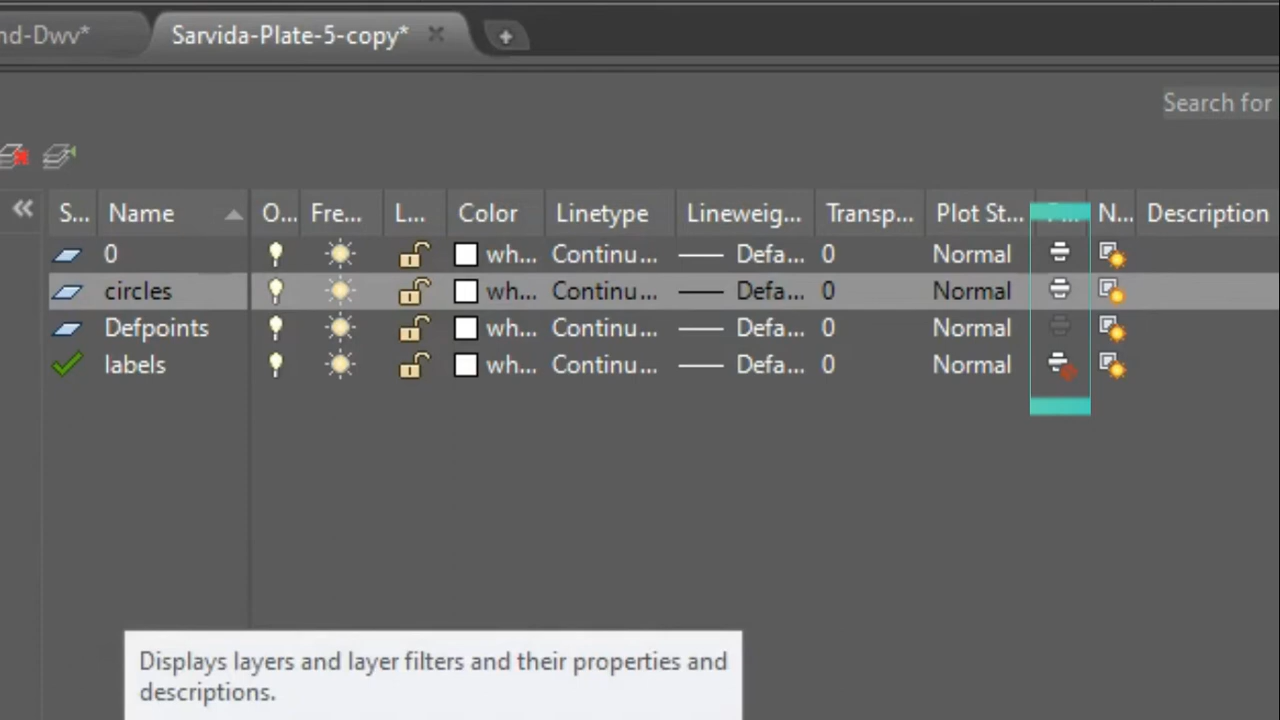 nd-Dwv* Sarvida-Plate-5-copy*
Search for
S... Name O... Fre... L... Color Linetype Lineweig... Transp... Plot St... N... Description
0 wh... Continu... Defa... 0 Normal
circles wh... Continu... Defa... 0 Normal
Defpoints wh... Continu... Defa... 0 Normal
labels wh... Continu... Defa... 0 Normal
Displays layers and layer filters and their properties and
descriptions.